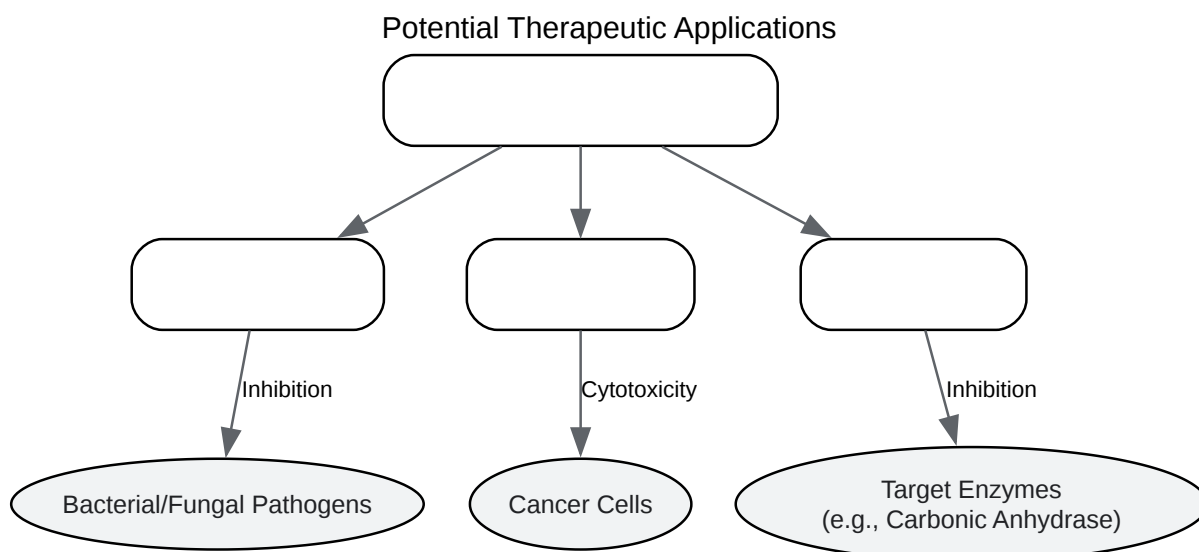 Potential Therapeutic Applications
Inhibition
Cytotoxicity
Inhibition
Bacterial/Fungal Pathogens
Cancer Cells
Target Enzymes
(e.g., Carbonic Anhydrase)